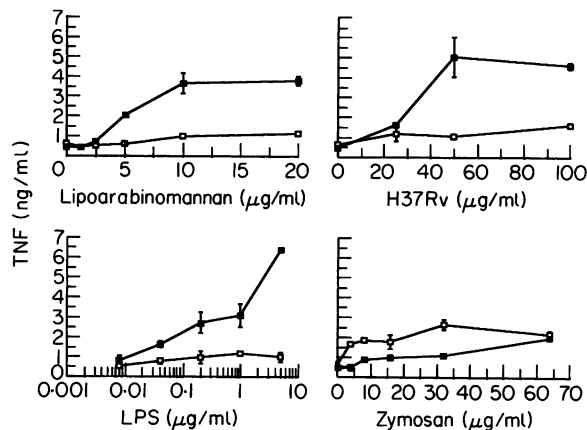 7
6
5
4
3
2
1
0 5 10 15 20
Lipoarabinomannan (μg/ml)
0 20 40 60 80 100
H37Rv (μg/ml)
TNF (ng/ml)
7
6
5
4
3
2
1
0
0·001 0·01 0·1 1 10
LPS (μg/ml)
0 10 20 30 40 50 60 70
Zymosan (μg/ml)